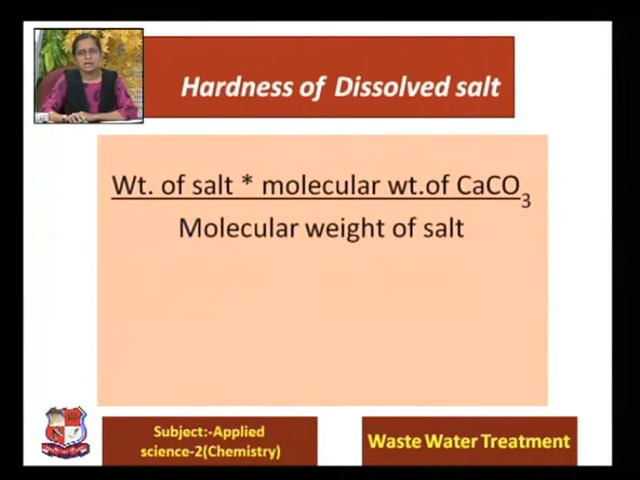 Hardness of Dissolved salt
Wt. of salt * molecular wt.of CaCO3
Molecular weight of salt
Subject:-Applied
science-2(Chemistry)
Waste Water Treatment